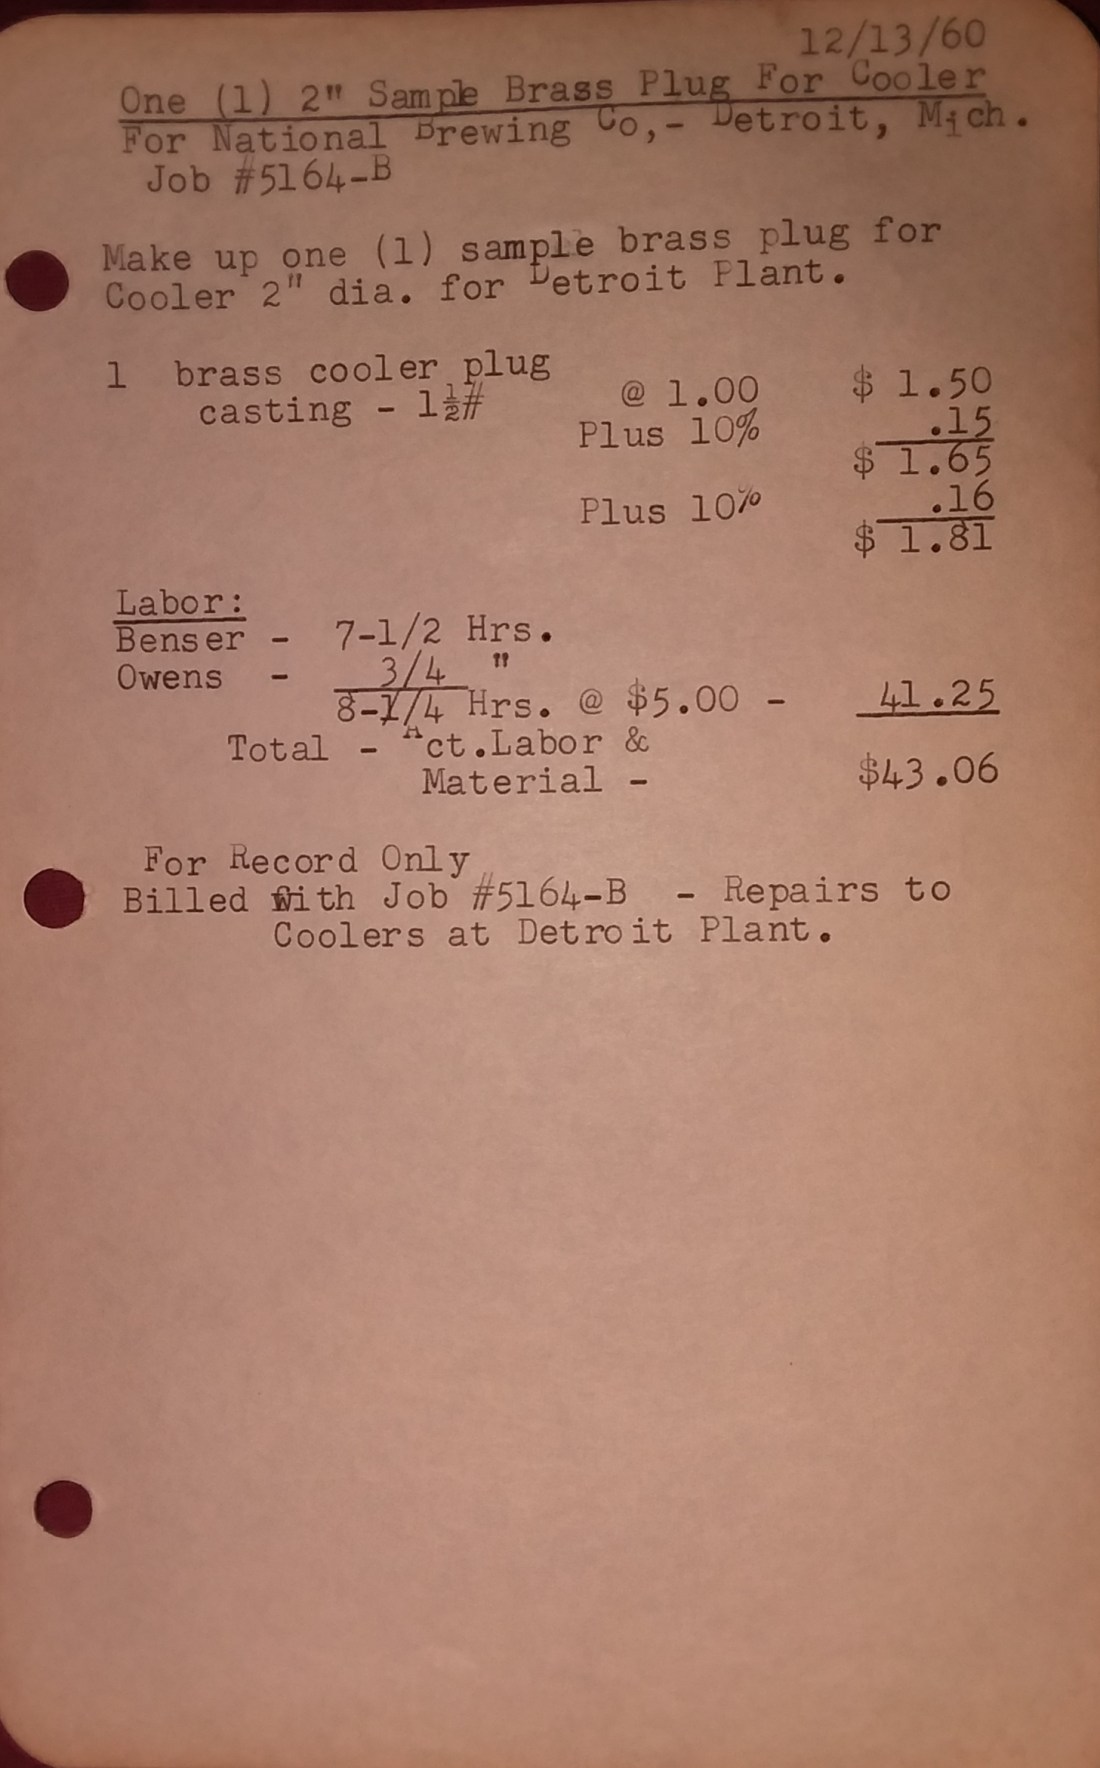 12/13/60
One (1) 2" Sample Brass Plug For Cooler
For National Brewing Co,- Detroit, Mich.
Job #5164-B
Make up one (1) sample brass plug for
Cooler 2" dia. for Detroit Plant.
1 brass cooler plug
casting - 1½# @ 1.00 $ 1.50
Plus 10% .15
$ 1.65
Plus 10% .16
$ 1.81
Labor:
Benser - 7-1/2 Hrs.
Owens - 3/4 "
8-1/4 Hrs. @ $5.00 - 41.25
Total - Act.Labor &
Material - $43.06
For Record Only
Billed With Job #5164-B - Repairs to
Coolers at Detroit Plant.